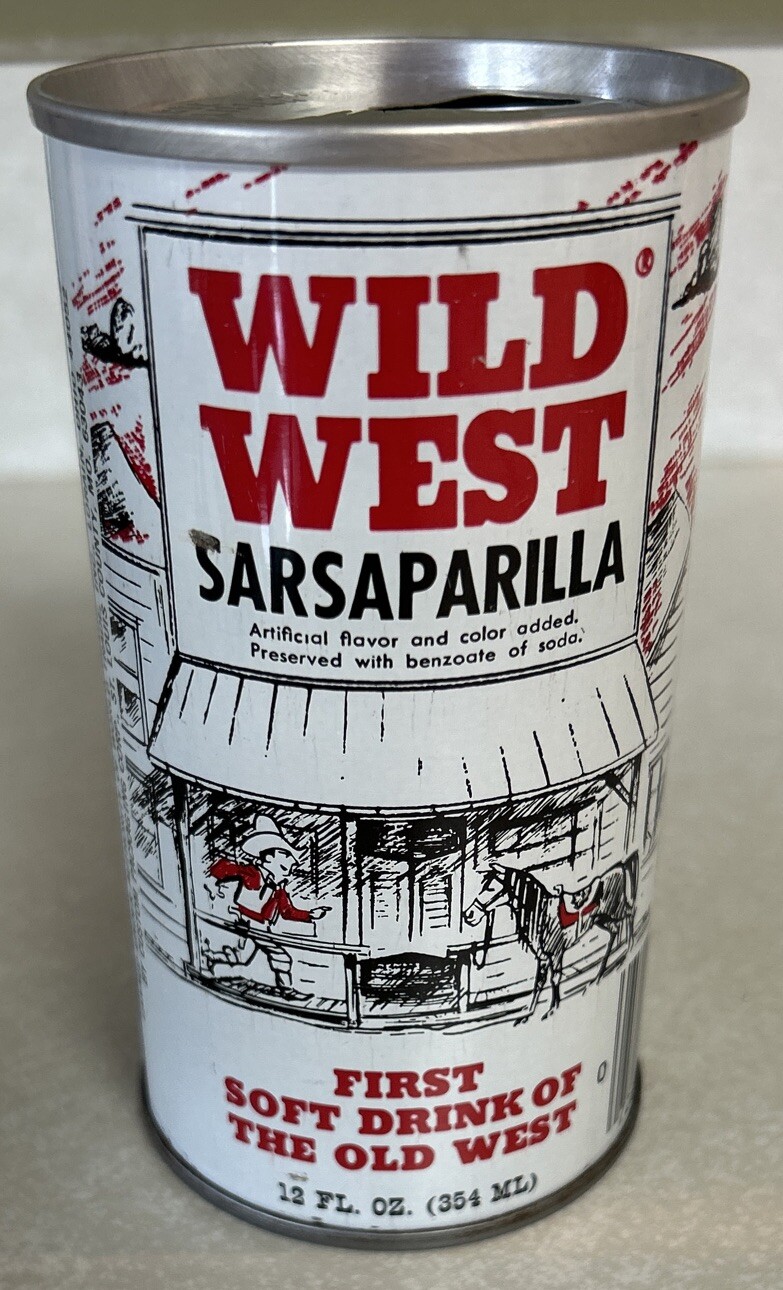 WILD®
WEST
SARSAPARILLA
Artificial flavor and color added.
Preserved with benzoate of soda.
FIRST
SOFT DRINK OF
THE OLD WEST
12 FL. OZ. (354 ML)
0